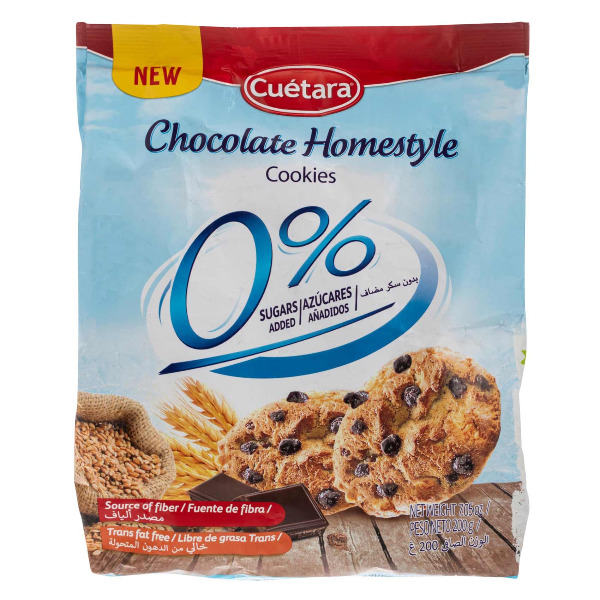 NEW
Cuétara
Chocolate Homestyle
Cookies
0%
SUGARS ADDED | AZÚCARES AÑADIDOS | بدون سكر مضاف
Source of fiber / Fuente de fibra /
مصدر ألياف
Trans fat free / Libre de grasa Trans /
خالي من الدهون المتحولة
NET WEIGHT
PESO NETO 200g /
الوزن الصافي 200 غ